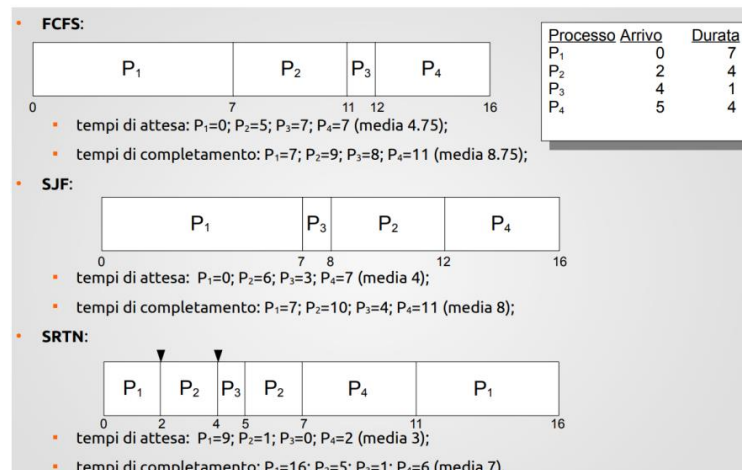 ▪ FCFS:
Processo Arrivo Durata
P₁ 0 7
P₂ 2 4
P₃ 4 1
P₄ 5 4
P₁ P₂ P₃ P₄
0 7 11 12 16
▪ tempi di attesa: P₁=0; P₂=5; P₃=7; P₄=7 (media 4.75);
▪ tempi di completamento: P₁=7; P₂=9; P₃=8; P₄=11 (media 8.75);
▪ SJF:
P₁ P₃ P₂ P₄
0 7 8 12 16
▪ tempi di attesa: P₁=0; P₂=6; P₃=3; P₄=7 (media 4);
▪ tempi di completamento: P₁=7; P₂=10; P₃=4; P₄=11 (media 8);
▪ SRTN:
P₁ P₂ P₃ P₂ P₄ P₁
0 2 4 5 7 11 16
▪ tempi di attesa: P₁=9; P₂=1; P₃=0; P₄=2 (media 3);
▪ tempi di completamento: P₁=16; P₂=5; P₃=1; P₄=6 (media 7)